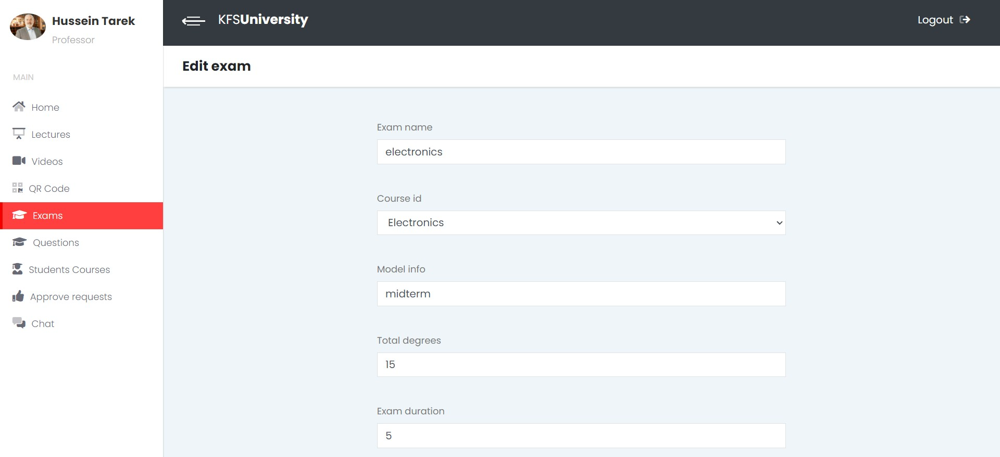 Hussein Tarek
Professor
MAIN
Home
Lectures
Videos
QR Code
Exams
Questions
Students Courses
Approve requests
Chat
KFSUniversity
Logout
Edit exam
Exam name
electronics
Course id
Electronics
Model info
midterm
Total degrees
15
Exam duration
5